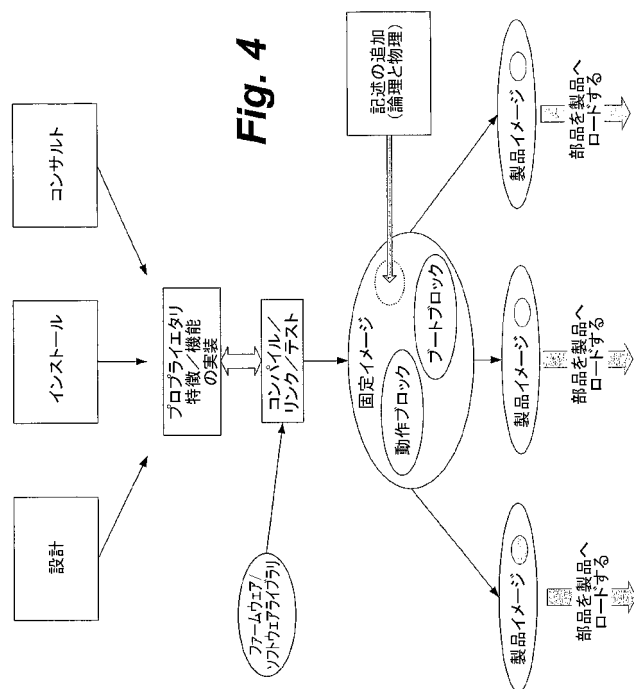 Fig. 4
設計
インストール
コンサルト
プロプライエタリ
特徴／機能
の実装
ファームウェア/
ソフトウェアライブラリ
コンパイル／
リンク／テスト
記述の追加
(論理と物理)
固定イメージ
動作ブロック
ブートブロック
製品イメージ
部品を製品へ
ロードする
製品イメージ
部品を製品へ
ロードする
製品イメージ
部品を製品へ
ロードする